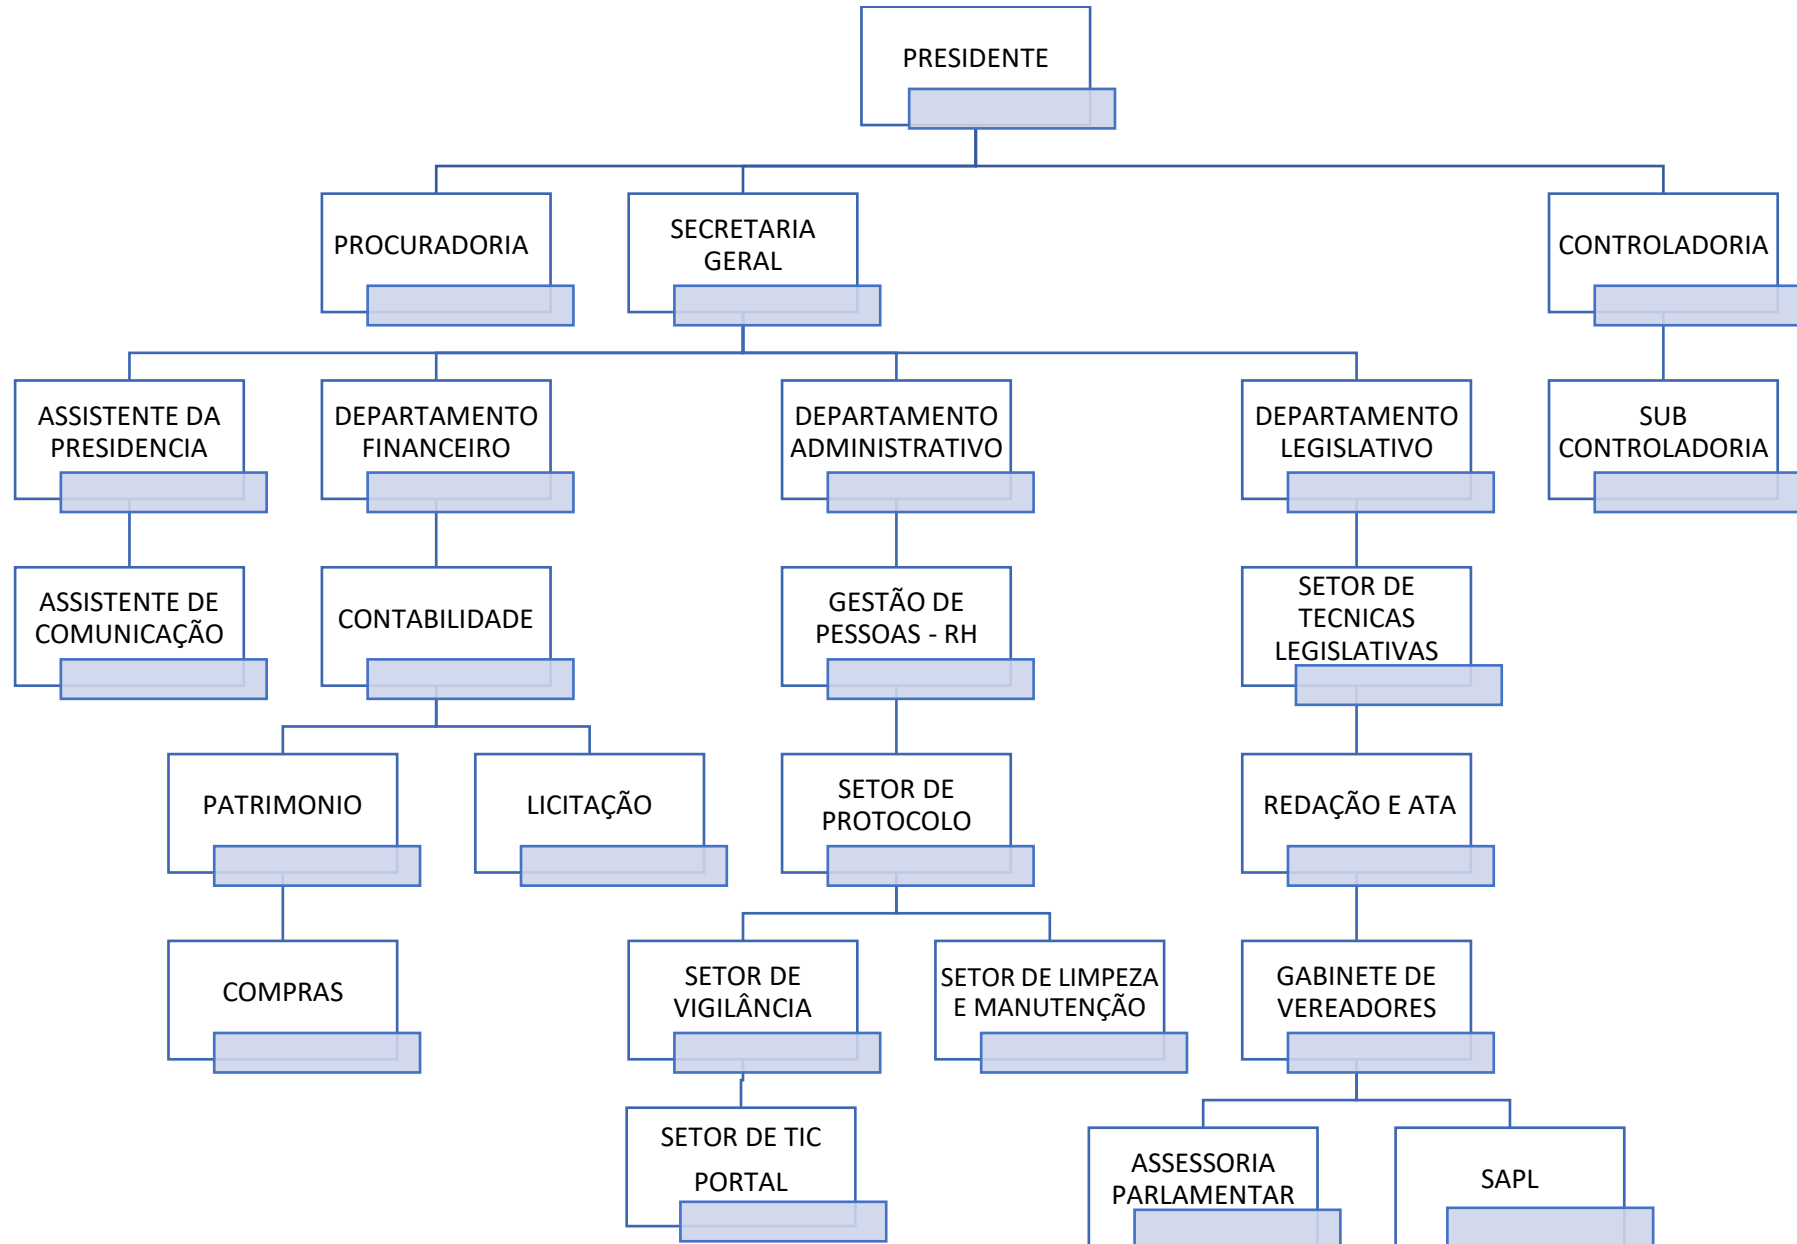 PRESIDENTE
PROCURADORIA
SECRETARIA
GERAL
CONTROLADORIA
ASSISTENTE DA
PRESIDENCIA
DEPARTAMENTO
FINANCEIRO
DEPARTAMENTO
ADMINISTRATIVO
DEPARTAMENTO
LEGISLATIVO
SUB
CONTROLADORIA
ASSISTENTE DE
COMUNICAÇÃO
CONTABILIDADE
GESTÃO DE
PESSOAS - RH
SETOR DE
TECNICAS
LEGISLATIVAS
PATRIMONIO
LICITAÇÃO
SETOR DE
PROTOCOLO
REDAÇÃO E ATA
COMPRAS
SETOR DE
VIGILÂNCIA
SETOR DE LIMPEZA
E MANUTENÇÃO
GABINETE DE
VEREADORES
SETOR DE TIC
PORTAL
ASSESSORIA
PARLAMENTAR
SAPL